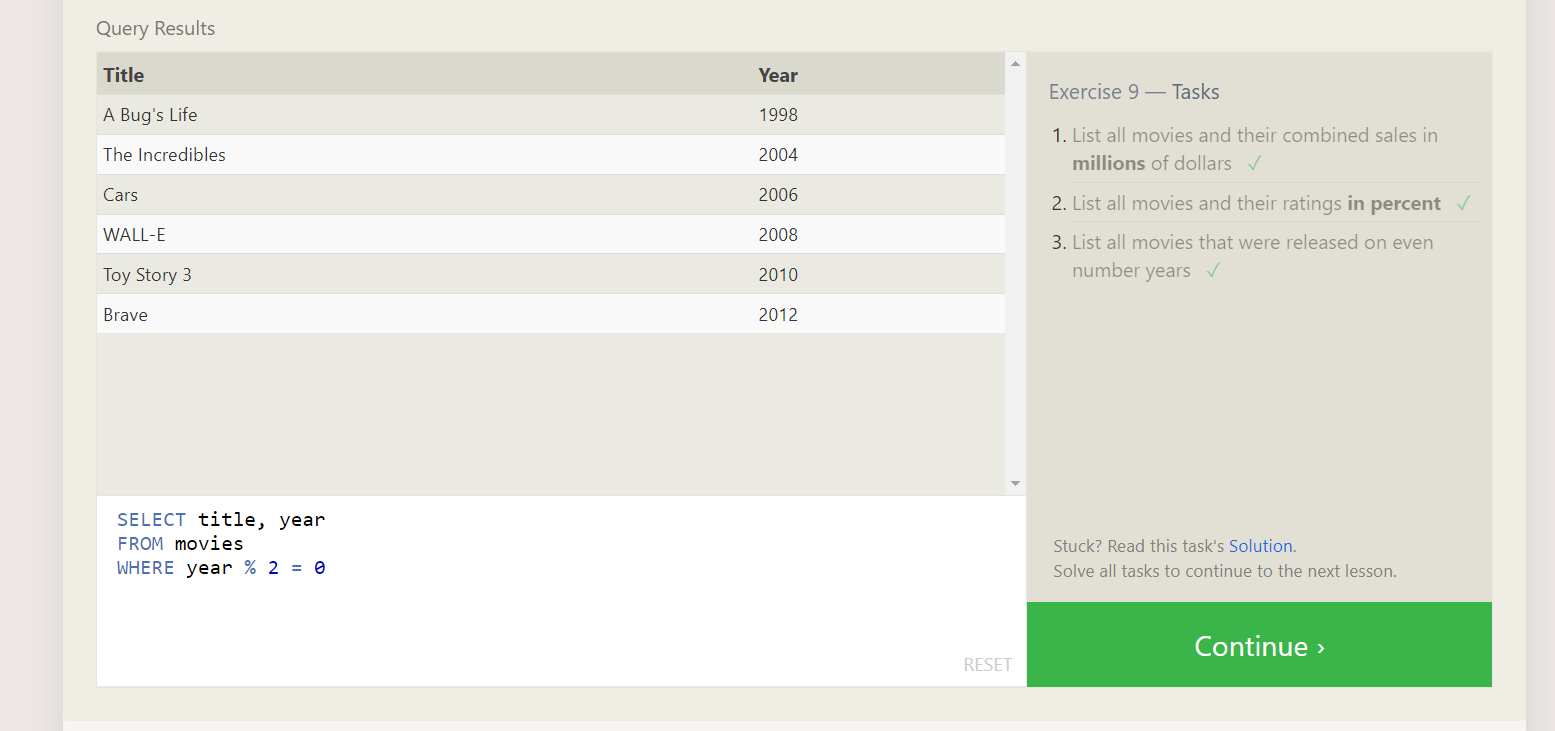 Query Results
Title Year
A Bug's Life 1998
The Incredibles 2004
Cars 2006
WALL-E 2008
Toy Story 3 2010
Brave 2012
SELECT title, year
FROM movies
WHERE year % 2 = 0
RESET
Exercise 9 — Tasks
1. List all movies and their combined sales in
millions of dollars ✓
2. List all movies and their ratings in percent ✓
3. List all movies that were released on even
number years ✓
Stuck? Read this task's Solution.
Solve all tasks to continue to the next lesson.
Continue ›